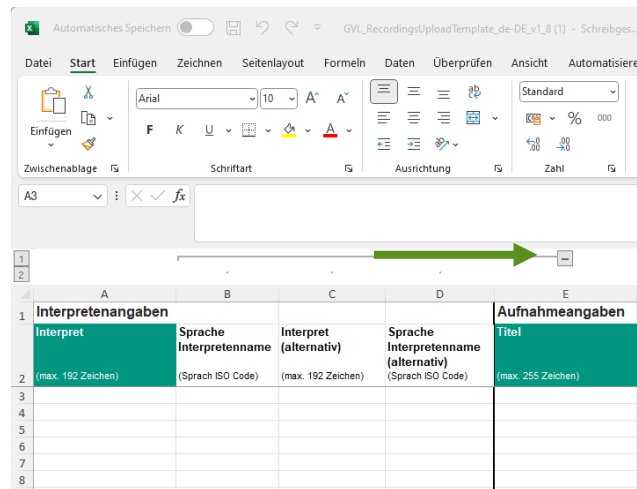 Automatisches Speichern GVL_RecordingsUploadTemplate_de-DE_v1_8 (1) - Schreibges...
Datei Start Einfügen Zeichnen Seitenlayout Formeln Daten Überprüfen Ansicht Automatisiere
Einfügen
Arial 10 A A
F K U A
ab
Standard
% 000
Zwischenablage Schriftart Ausrichtung Zahl
A3 fx
1
2
A B C D E
1 Interpretenangaben Aufnahmeangaben
Interpret Sprache Interpret Sprache Titel
Interpretenname (alternativ) Interpretenname
(alternativ)
2 (max. 192 Zeichen) (Sprach ISO Code) (max. 192 Zeichen) (Sprach ISO Code) (max. 255 Zeichen)
3
4
5
6
7
8